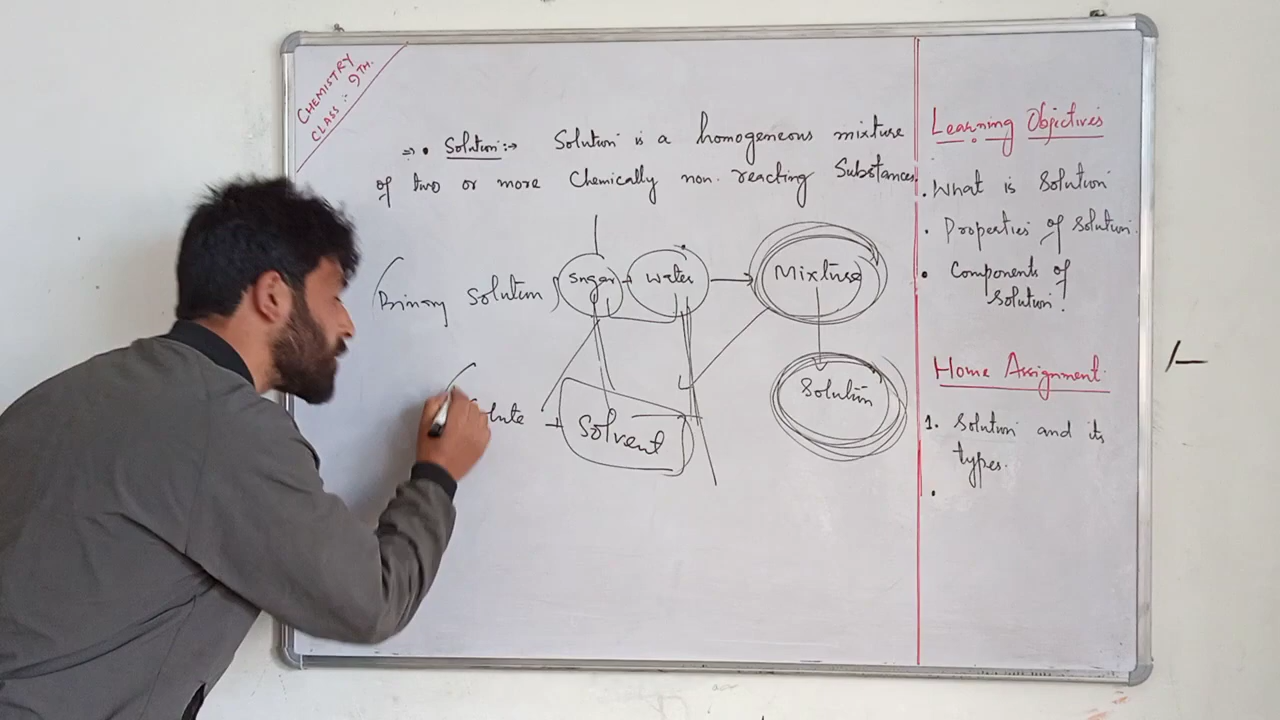 CHEMISTRY
CLASS :- 9TH.
⇒ • Solution :→ Solution is a homogeneous mixture
of two or more Chemically non. reacting Substances.
Binary Solution Sugar + Water → Mixture
Solution
Solvent
Learning Objectives
. What is Solution
. Properties of Solution.
• Components of
Solution.
Home Assignment.
1. Solution and its
types.